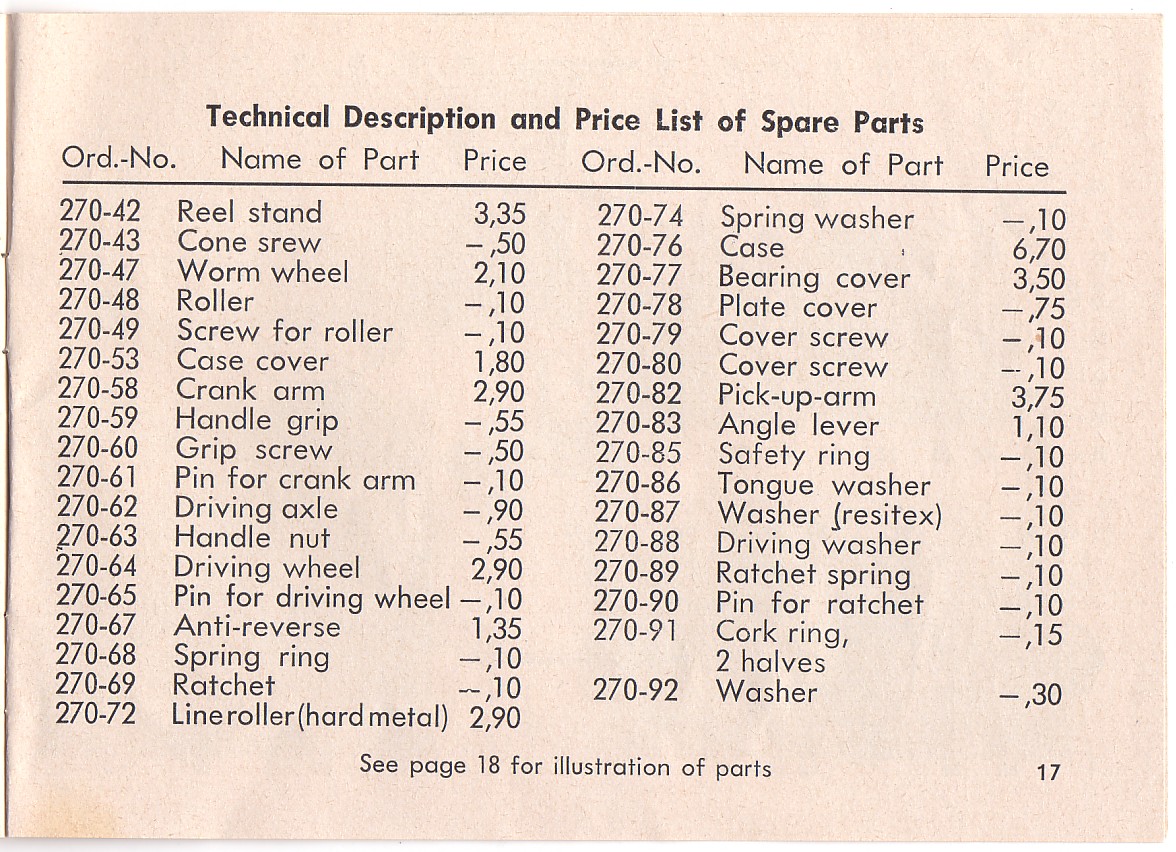 Technical Description and Price List of Spare Parts
Ord.-No. Name of Part Price Ord.-No. Name of Part Price
270-42 Reel stand 3,35
270-43 Cone srew –,50
270-47 Worm wheel 2,10
270-48 Roller –,10
270-49 Screw for roller –,10
270-53 Case cover 1,80
270-58 Crank arm 2,90
270-59 Handle grip –,55
270-60 Grip screw –,50
270-61 Pin for crank arm –,10
270-62 Driving axle –,90
270-63 Handle nut –,55
270-64 Driving wheel 2,90
270-65 Pin for driving wheel –,10
270-67 Anti-reverse 1,35
270-68 Spring ring –,10
270-69 Ratchet –,10
270-72 Line roller (hard metal) 2,90
270-74 Spring washer –,10
270-76 Case 6,70
270-77 Bearing cover 3,50
270-78 Plate cover –,75
270-79 Cover screw –,10
270-80 Cover screw –,10
270-82 Pick-up-arm 3,75
270-83 Angle lever 1,10
270-85 Safety ring –,10
270-86 Tongue washer –,10
270-87 Washer (resitex) –,10
270-88 Driving washer –,10
270-89 Ratchet spring –,10
270-90 Pin for ratchet –,10
270-91 Cork ring, –,15
2 halves
270-92 Washer –,30
See page 18 for illustration of parts
17